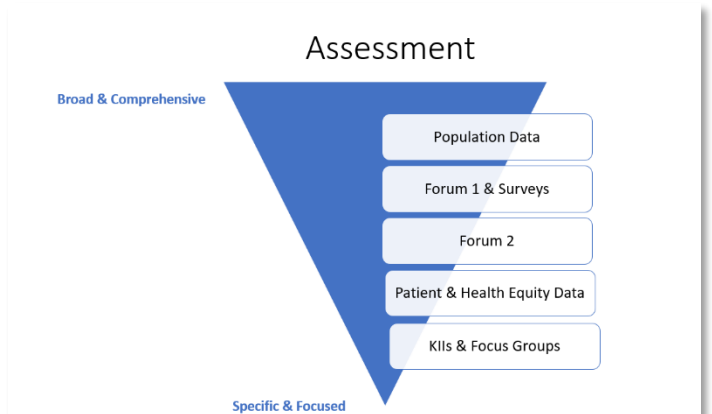 Assessment
Broad & Comprehensive
Population Data
Forum 1 & Surveys
Forum 2
Patient & Health Equity Data
KIIs & Focus Groups
Specific & Focused